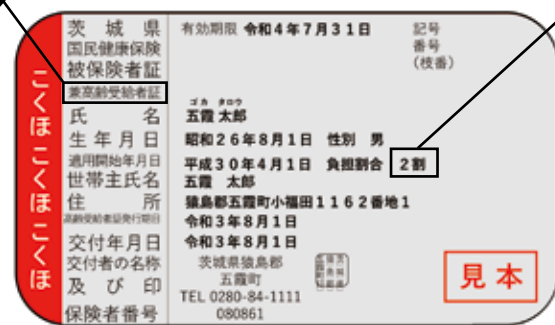 こくほ こくほ こくほ
茨城県 有効期限 令和4年7月31日 記号
国民健康保険 番号
被保険者証 (枝番)
兼高齢受給者証
ゴカ タロウ
氏名 五霞 太郎
生年月日 昭和26年8月1日 性別 男
適用開始年月日 平成30年4月1日 負担割合 2割
世帯主氏名 五霞 太郎
住所 猿島郡五霞町小福田1162番地1
高齢受給者証発行期日 令和3年8月1日
交付年月日 令和3年8月1日
交付者の名称 茨城県猿島郡
及び印 五霞町
TEL 0280-84-1111
保険者番号 080861
見本